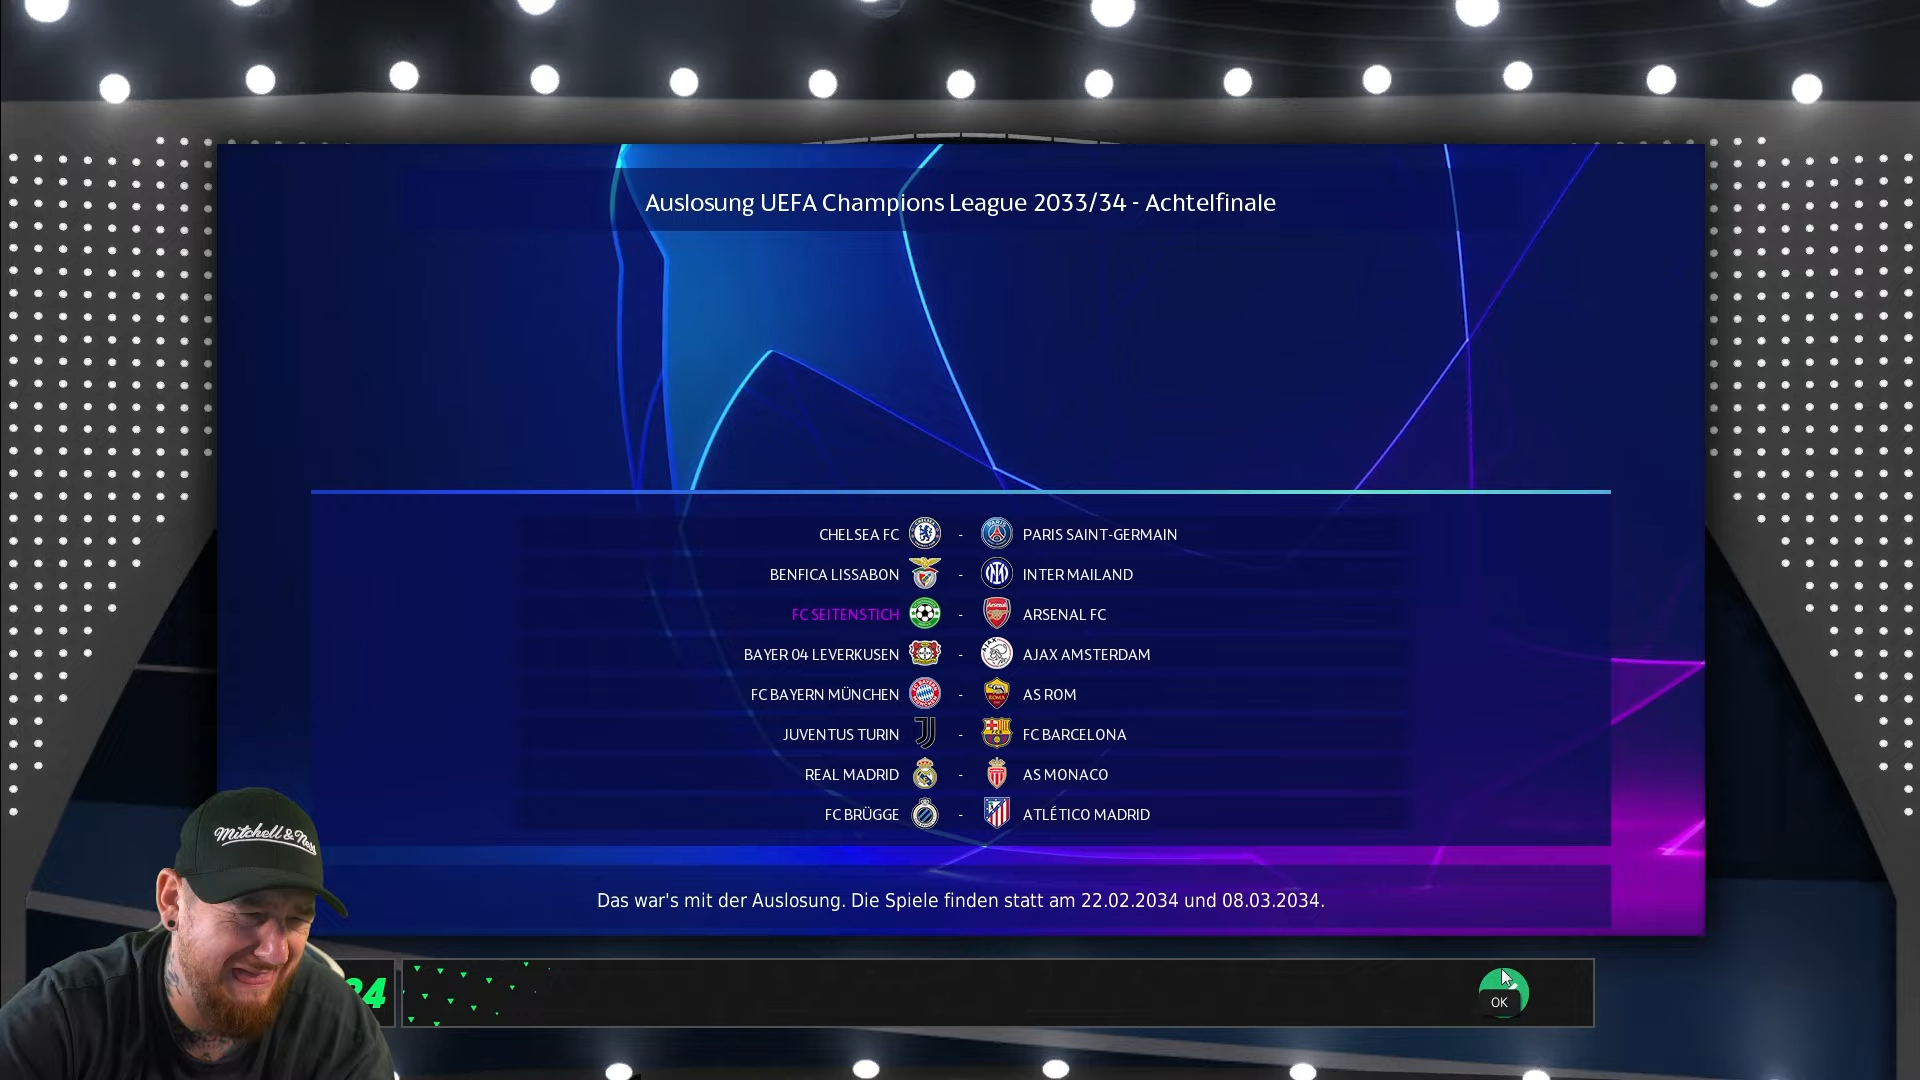 Auslosung UEFA Champions League 2033/34 - Achtelfinale
CHELSEA FC - PARIS SAINT-GERMAIN
BENFICA LISSABON - INTER MAILAND
FC SEITENSTICH - ARSENAL FC
BAYER 04 LEVERKUSEN - AJAX AMSTERDAM
FC BAYERN MÜNCHEN - AS ROM
JUVENTUS TURIN - FC BARCELONA
REAL MADRID - AS MONACO
FC BRÜGGE - ATLÉTICO MADRID
Das war's mit der Auslosung. Die Spiele finden statt am 22.02.2034 und 08.03.2034.
Mitchell & Ness
24
OK